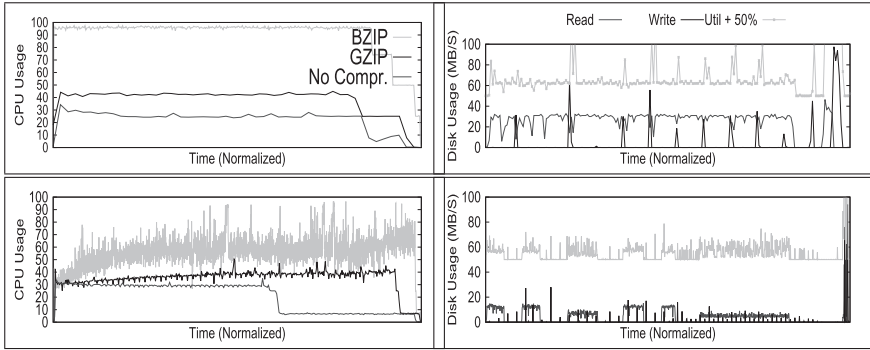 100
90
80
70
60
50
40
30
20
10
0
CPU Usage
BZIP
GZIP
No Compr.
Time (Normalized)
Read Write Util + 50%
100
80
60
40
20
0
Disk Usage (MB/S)
Time (Normalized)
100
90
80
70
60
50
40
30
20
10
0
CPU Usage
Time (Normalized)
100
80
60
40
20
0
Disk Usage (MB/S)
Time (Normalized)